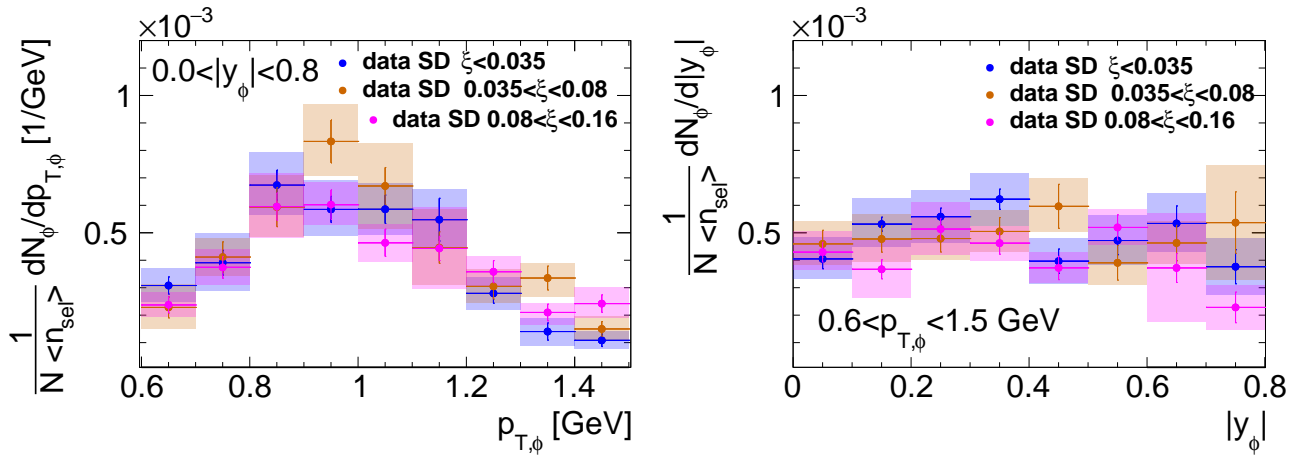 ×10⁻³
1/(N <n_sel>) dN_ϕ/dp_T,ϕ [1/GeV]
0.0<|y_ϕ|<0.8
data SD ξ<0.035
data SD 0.035<ξ<0.08
data SD 0.08<ξ<0.16
1
0.5
0.6 0.8 1 1.2 1.4
p_T,ϕ [GeV]
×10⁻³
1/(N <n_sel>) dN_ϕ/d|y_ϕ|
data SD ξ<0.035
data SD 0.035<ξ<0.08
data SD 0.08<ξ<0.16
1
0.5
0.6<p_T,ϕ<1.5 GeV
0 0.2 0.4 0.6 0.8
|y_ϕ|